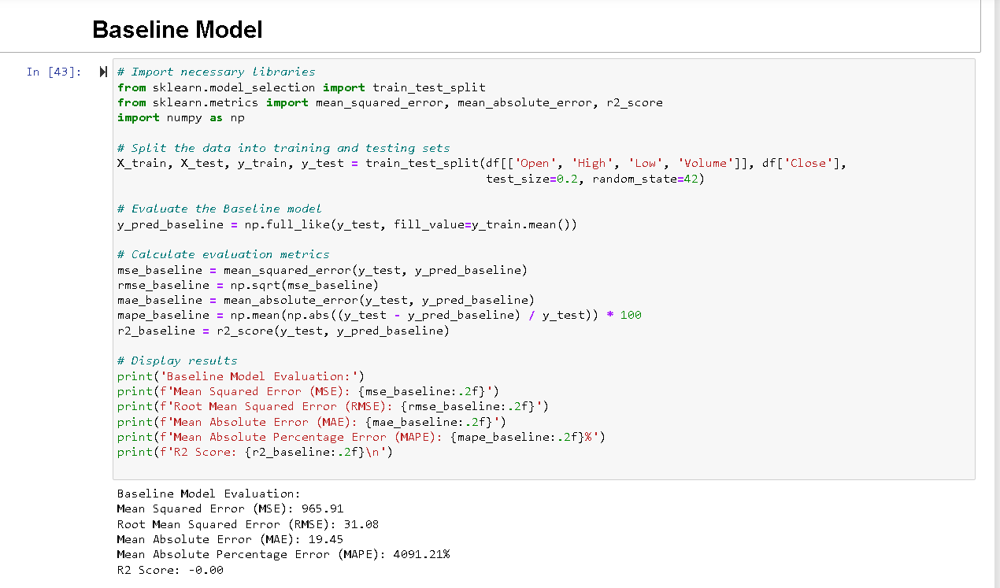 Baseline Model
In [43]:
# Import necessary libraries
from sklearn.model_selection import train_test_split
from sklearn.metrics import mean_squared_error, mean_absolute_error, r2_score
import numpy as np
# Split the data into training and testing sets
X_train, X_test, y_train, y_test = train_test_split(df[['Open', 'High', 'Low', 'Volume']], df['Close'],
test_size=0.2, random_state=42)
# Evaluate the Baseline model
y_pred_baseline = np.full_like(y_test, fill_value=y_train.mean())
# Calculate evaluation metrics
mse_baseline = mean_squared_error(y_test, y_pred_baseline)
rmse_baseline = np.sqrt(mse_baseline)
mae_baseline = mean_absolute_error(y_test, y_pred_baseline)
mape_baseline = np.mean(np.abs((y_test - y_pred_baseline) / y_test)) * 100
r2_baseline = r2_score(y_test, y_pred_baseline)
# Display results
print('Baseline Model Evaluation:')
print(f'Mean Squared Error (MSE): {mse_baseline:.2f}')
print(f'Root Mean Squared Error (RMSE): {rmse_baseline:.2f}')
print(f'Mean Absolute Error (MAE): {mae_baseline:.2f}')
print(f'Mean Absolute Percentage Error (MAPE): {mape_baseline:.2f}%')
print(f'R2 Score: {r2_baseline:.2f}\n')
Baseline Model Evaluation:
Mean Squared Error (MSE): 965.91
Root Mean Squared Error (RMSE): 31.08
Mean Absolute Error (MAE): 19.45
Mean Absolute Percentage Error (MAPE): 4091.21%
R2 Score: -0.00